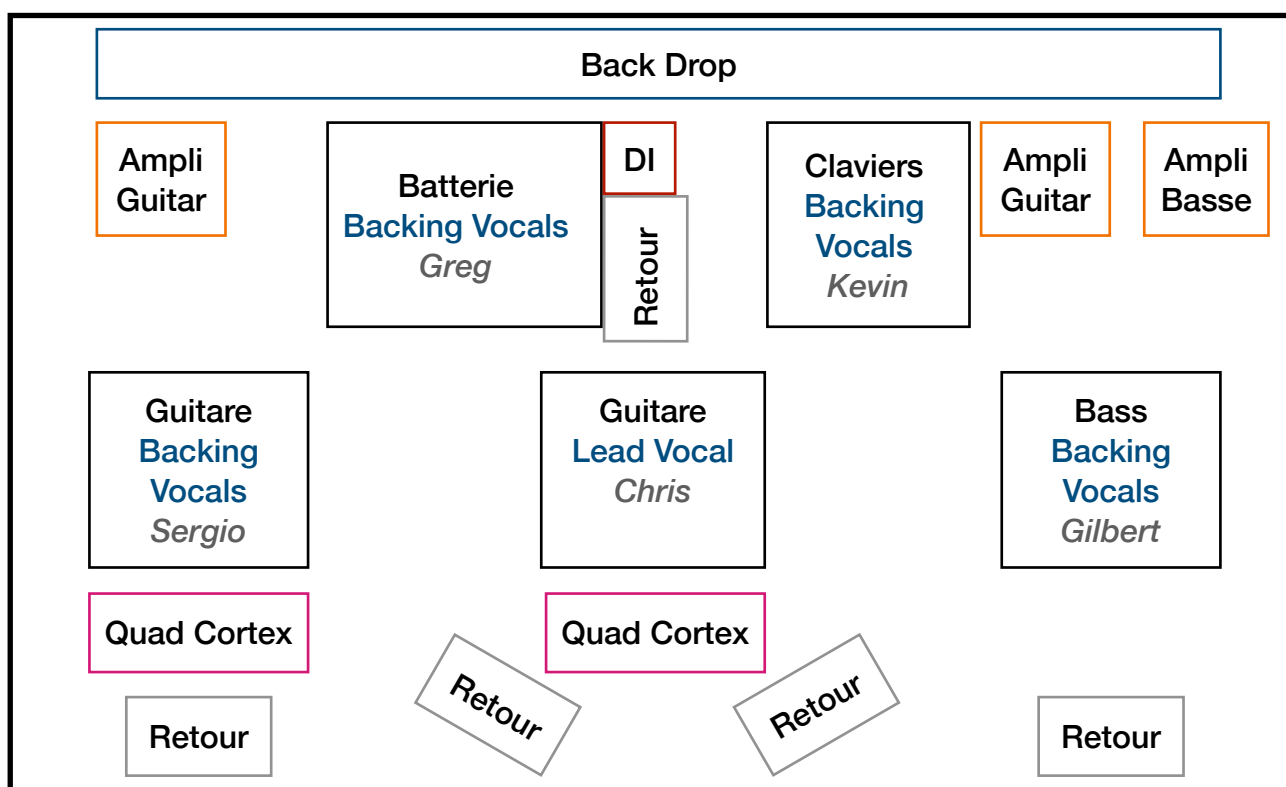 Back Drop
Ampli
Guitar
Batterie
Backing Vocals
Greg
DI
Retour
Claviers
Backing
Vocals
Kevin
Ampli
Guitar
Ampli
Basse
Guitare
Backing
Vocals
Sergio
Guitare
Lead Vocal
Chris
Bass
Backing
Vocals
Gilbert
Quad Cortex
Quad Cortex
Retour
Retour
Retour
Retour